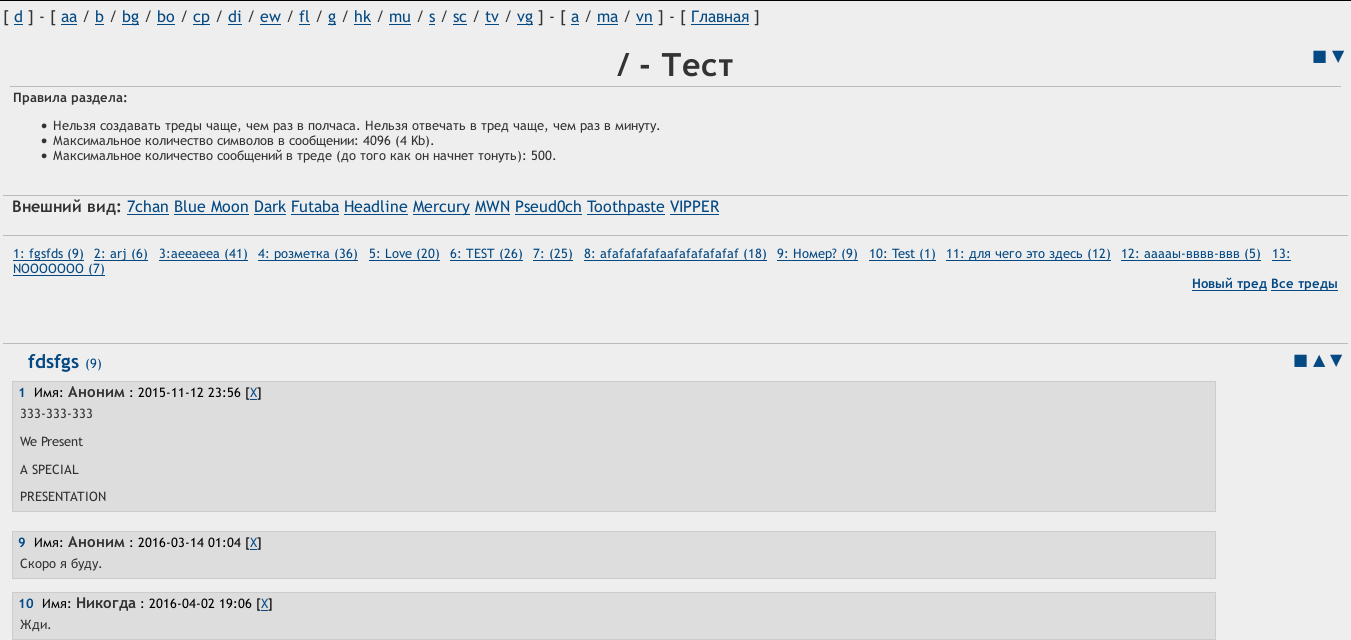 [ d ] - [ aa / b / bg / bo / cp / di / ew / fl / g / hk / mu / s / sc / tv / vg ] - [ a / ma / vn ] - [ Главная ]
/ - Тест
Правила раздела:
• Нельзя создавать треды чаще, чем раз в полчаса. Нельзя отвечать в тред чаще, чем раз в минуту.
• Максимальное количество символов в сообщении: 4096 (4 Kb).
• Максимальное количество сообщений в треде (до того как он начнет тонуть): 500.
Внешний вид: 7chan Blue Moon Dark Futaba Headline Mercury MWN Pseud0ch Toothpaste VIPPER
1: fgsfds (9) 2: arj (6) 3:aeeaeea (41) 4: розметка (36) 5: Love (20) 6: TEST (26) 7: (25) 8: afafafafafaafafafafafaf (18) 9: Номер? (9) 10: Test (1) 11: для чего это здесь (12) 12: ааааы-вввв-ввв (5) 13:
NOOOOOOO (7)
Новый тред Все треды
fdsfgs (9)
1 Имя: Аноним : 2015-11-12 23:56 [X]
333-333-333
We Present
A SPECIAL
PRESENTATION
9 Имя: Аноним : 2016-03-14 01:04 [X]
Скоро я буду.
10 Имя: Никогда : 2016-04-02 19:06 [X]
Жди.